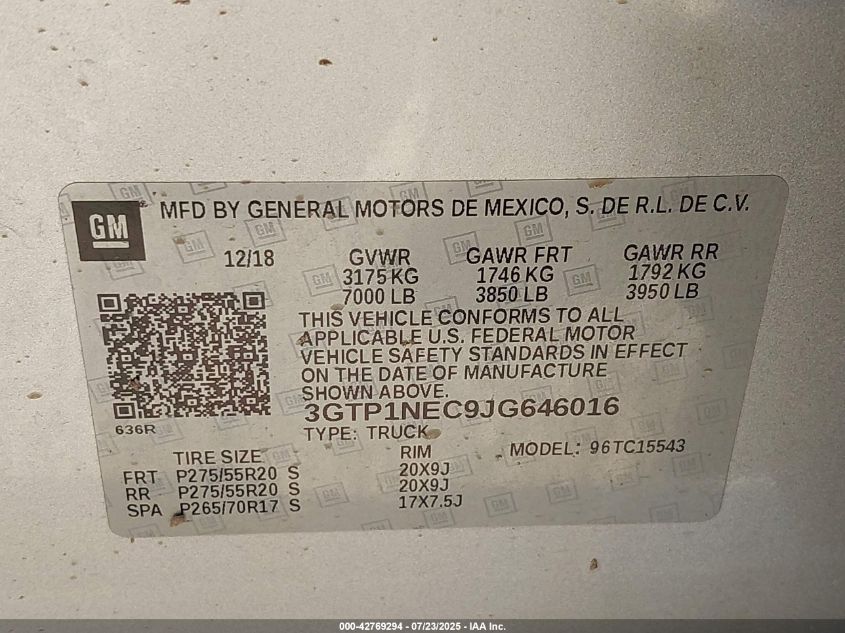 GM
MFD BY GENERAL MOTORS DE MEXICO, S. DE R.L. DE C.V.
12/18 GVWR GAWR FRT GAWR RR
3175 KG 1746 KG 1792 KG
7000 LB 3850 LB 3950 LB
THIS VEHICLE CONFORMS TO ALL
APPLICABLE U.S. FEDERAL MOTOR
VEHICLE SAFETY STANDARDS IN EFFECT
ON THE DATE OF MANUFACTURE
SHOWN ABOVE.
3GTP1NEC9JG646016
636R
TYPE: TRUCK
TIRE SIZE RIM MODEL: 96TC15543
FRT P275/55R20 S 20X9J
RR P275/55R20 S 20X9J
SPA P265/70R17 S 17X7.5J
000-42769294 - 07/23/2025 - IAA Inc.